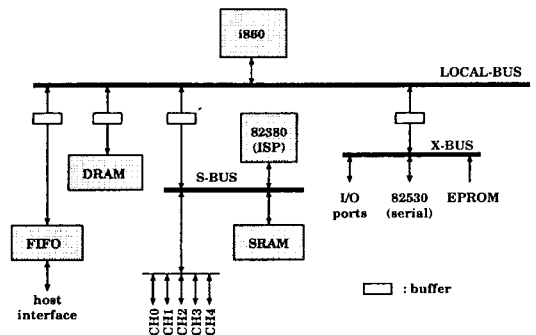 i860
LOCAL-BUS
82380
(ISP)
X-BUS
DRAM
S-BUS
I/O
ports
82530
(serial)
EPROM
FIFO
SRAM
host
interface
CH0
CH1
CH2
CH3
CH4
: buffer